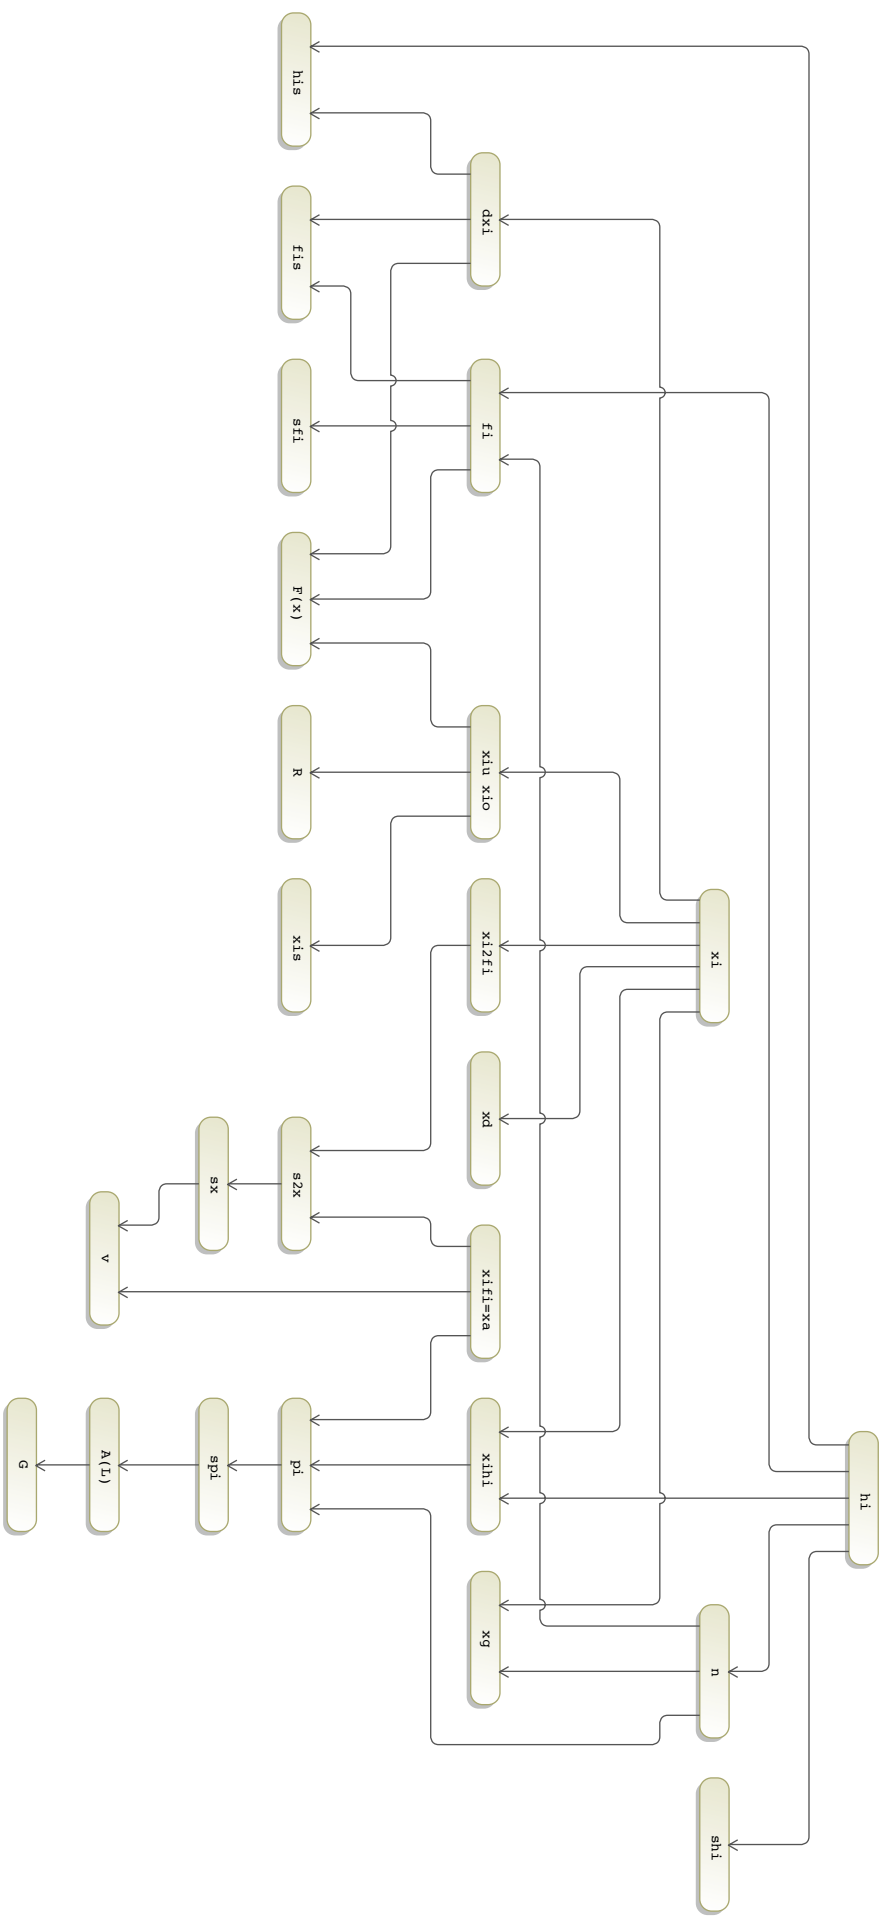 hi
xi
n
shi
dxi
fi
xiu xio
xi2fi
xd
xifi=xa
xihi
xg
his
fis
sfi
F(x)
R
xis
s2x
pi
sx
spi
v
A(L)
G